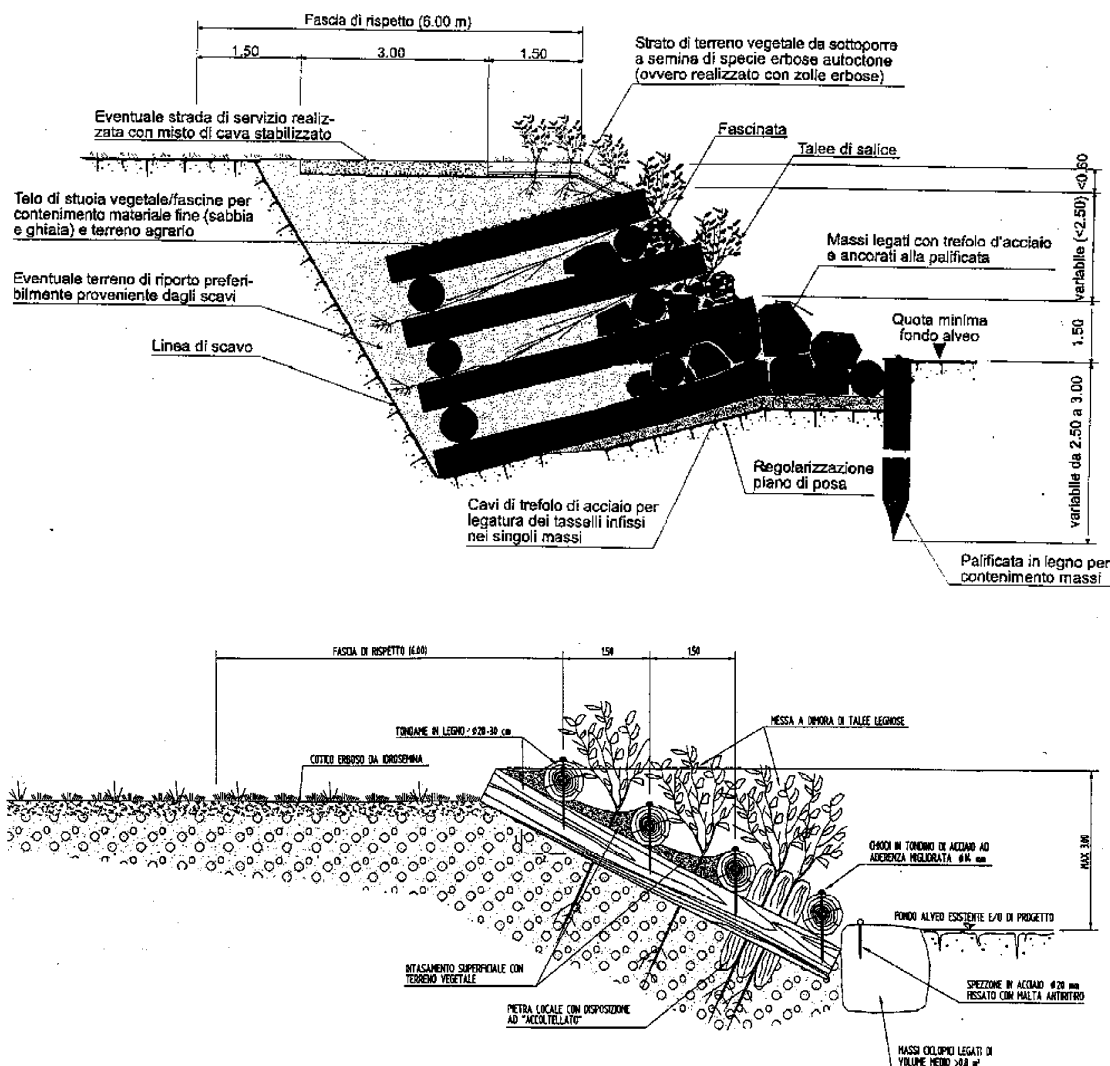 Fascia di rispetto (6.00 m)
1.50
3.00
1.50
Strato di terreno vegetale da sottoporre
a semina di specie erbose autoctone
(ovvero realizzato con zolle erbose)
Eventuale strada di servizio realiz-
zata con misto di cava stabilizzato
Fascinata
Talee di salice
Telo di stuoia vegetale/fascine per
contenimento materiale fine (sabbia
e ghiaia) e terreno agrario
Massi legati con trefolo d'acciaio
e ancorati alla palificata
Eventuale terreno di riporto preferi-
bilmente proveniente dagli scavi
Linea di scavo
Quota minima
fondo alveo
<0.60
variabile (<2.50)
1.50
variabile da 2.50 a 3.00
Regolarizzazione
piano di posa
Cavi di trefolo di acciaio per
legatura dei tasselli infissi
nei singoli massi
Palificata in legno per
contenimento massi
FASCIA DI RISPETTO (6.00)
1.50
1.50
TONDAME IN LEGNO Ø20-30 cm
MESSA A DIMORA DI TALEE LEGNOSE
COTICO ERBOSO DA IDROSEMINA
CHIODI IN TONDINO DI ACCIAIO AD
ADERENZA MIGLIORATA Ø14 mm
MAX 3.00
FONDO ALVEO ESISTENTE E/O DI PROGETTO
INTASAMENTO SUPERFICIALE CON
TERRENO VEGETALE
PIETRA LOCALE CON DISPOSIZIONE
AD "ACCOLTELLATO"
SPEZZONE IN ACCIAIO Ø20 mm
FISSATO CON MALTA ANTIRITIRO
MASSI CICLOPICI LEGATI DI
VOLUME MEDIO >0.8 m³